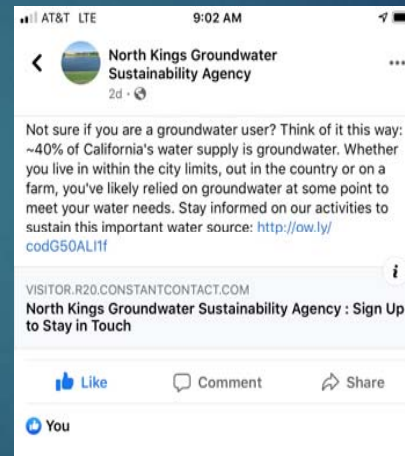 AT&T LTE 9:02 AM
North Kings Groundwater
Sustainability Agency
2d ·
Not sure if you are a groundwater user? Think of it this way:
~40% of California's water supply is groundwater. Whether
you live in within the city limits, out in the country or on a
farm, you've likely relied on groundwater at some point to
meet your water needs. Stay informed on our activities to
sustain this important water source: http://ow.ly/
codG50ALI1f
i
VISITOR.R20.CONSTANTCONTACT.COM
North Kings Groundwater Sustainability Agency : Sign Up
to Stay in Touch
Like Comment Share
You